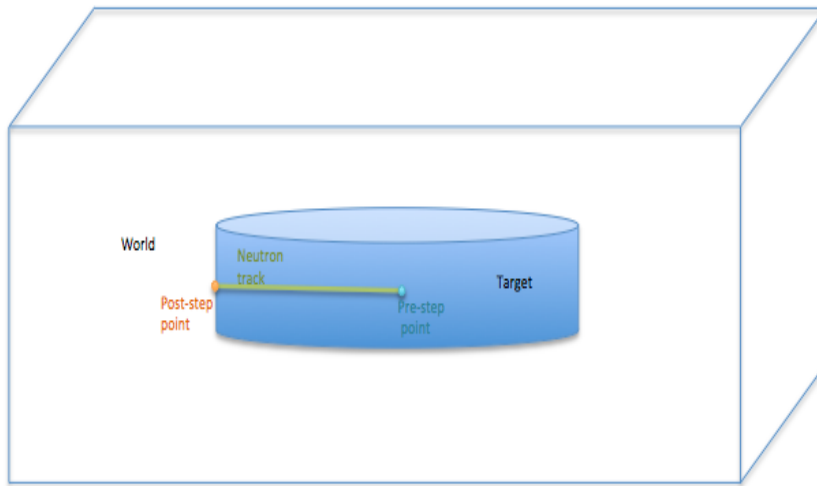 World
Neutron
track
Target
Post-step
point
Pre-step
point